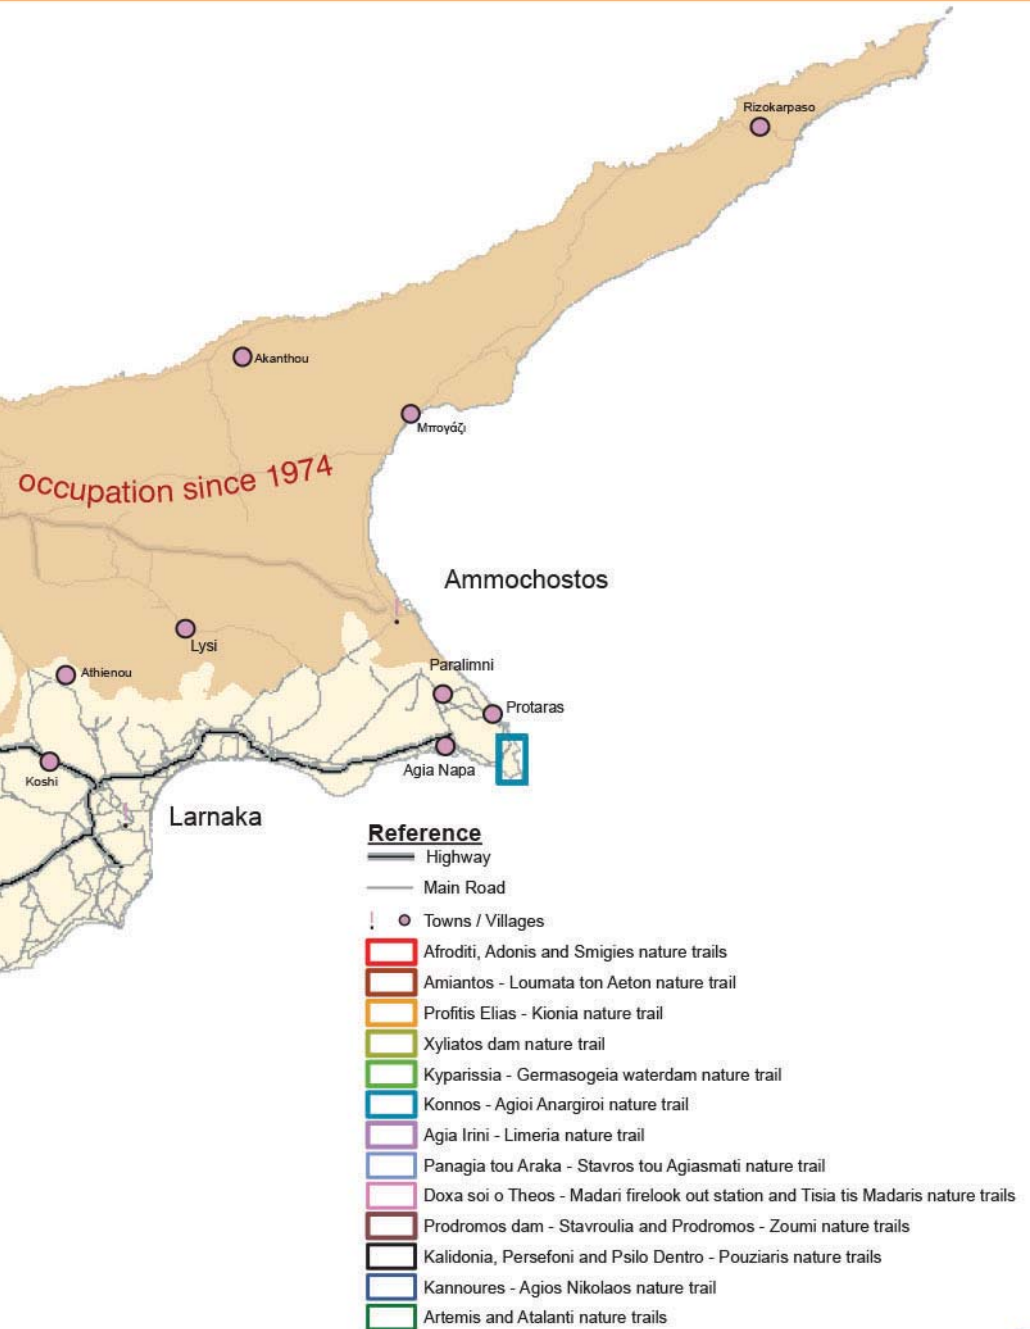 Rizokarpaso
Akanthou
Μπογάζι
occupation since 1974
Ammochostos
Lysi
Athienou
Paralimni
Protaras
Agia Napa
Koshi
Larnaka
Reference
Highway
Main Road
Towns / Villages
Afroditi, Adonis and Smigies nature trails
Amiantos - Loumata ton Aeton nature trail
Profitis Elias - Kionia nature trail
Xyliatos dam nature trail
Kyparissia - Germasogeia waterdam nature trail
Konnos - Agioi Anargiroi nature trail
Agia Irini - Limeria nature trail
Panagia tou Araka - Stavros tou Agiasmati nature trail
Doxa soi o Theos - Madari firelook out station and Tisia tis Madaris nature trails
Prodromos dam - Stavroulia and Prodromos - Zoumi nature trails
Kalidonia, Persefoni and Psilo Dentro - Pouziaris nature trails
Kannoures - Agios Nikolaos nature trail
Artemis and Atalanti nature trails